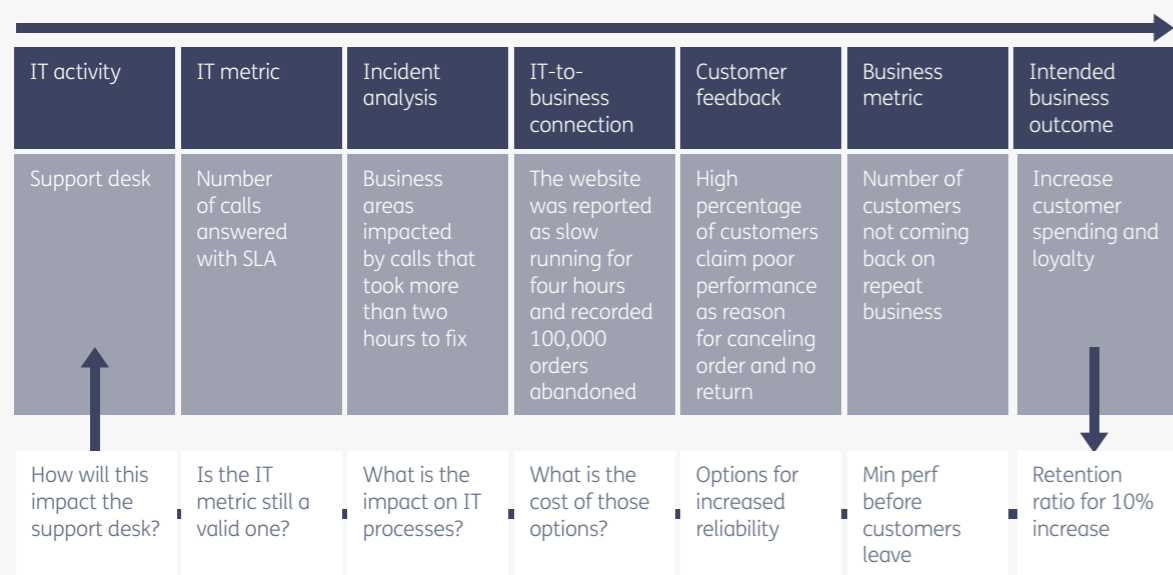 IT activity
IT metric
Incident
analysis
IT-to-
business
connection
Customer
feedback
Business
metric
Intended
business
outcome
Support desk
Number
of calls
answered
with SLA
Business
areas
impacted
by calls that
took more
than two
hours to fix
The website
was reported
as slow
running for
four hours
and recorded
100,000
orders
abandoned
High
percentage
of customers
claim poor
performance
as reason
for canceling
order and no
return
Number of
customers
not coming
back on
repeat
business
Increase
customer
spending and
loyalty
How will this
impact the
support desk?
Is the IT
metric still a
valid one?
What is the
impact on IT
processes?
What is the
cost of those
options?
Options for
increased
reliability
Min perf
before
customers
leave
Retention
ratio for 10%
increase